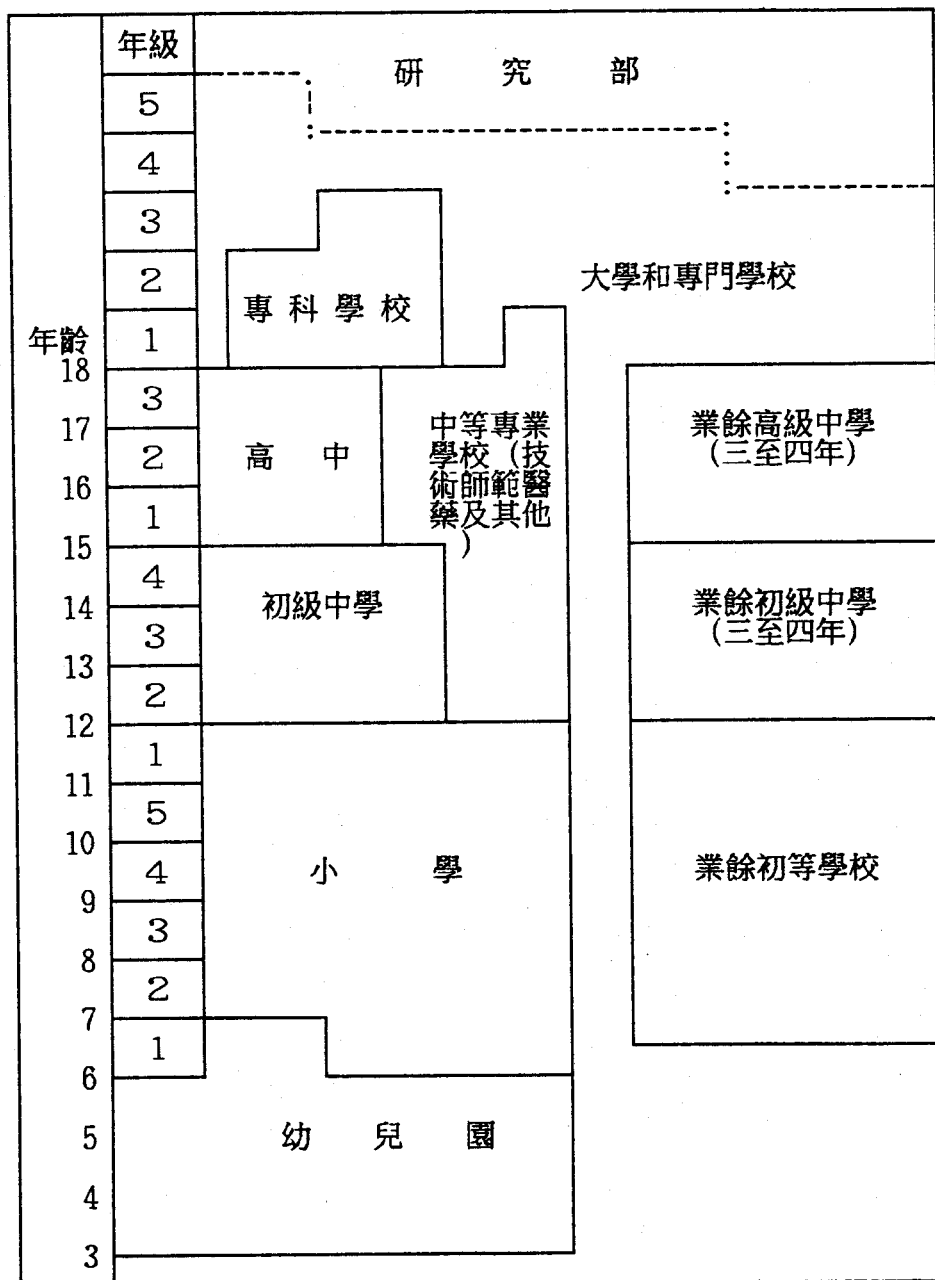 年級
研究部
5
4
3
2
大學和專門學校
專科學校
年齡
1
18
3
17
2
16
1
15
高中
中等專業
學校（技
術師範醫
藥及其他
）
業餘高級中學
（三至四年）
4
14
3
13
2
12
初級中學
業餘初級中學
（三至四年）
1
11
5
10
4
9
3
8
2
7
1
6
小學
業餘初等學校
5
4
3
幼兒園